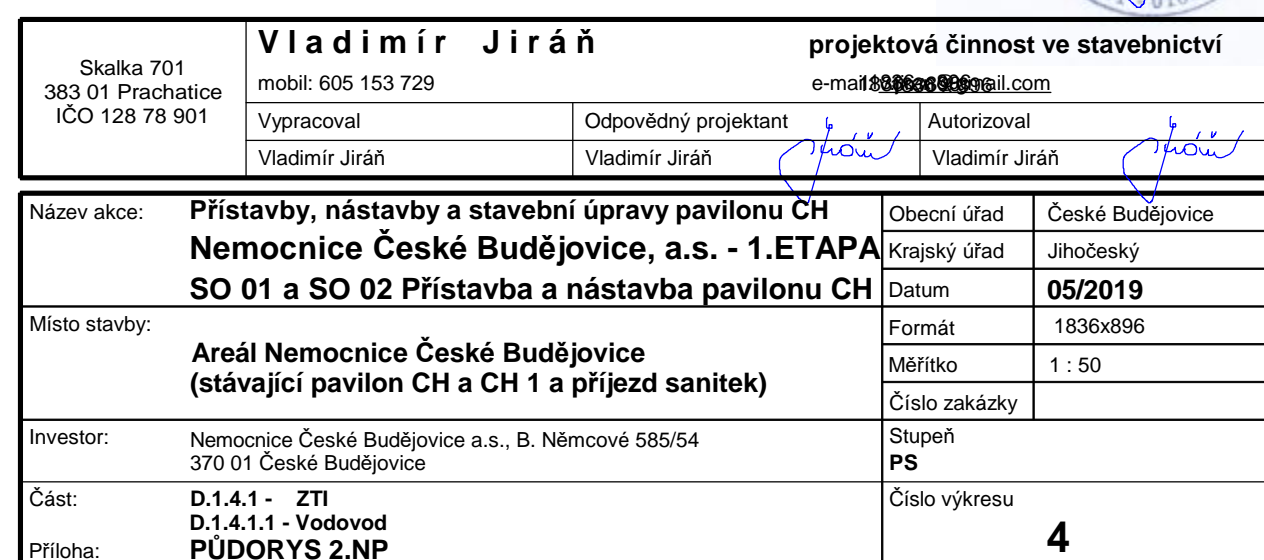 Skalka 701
383 01 Prachatice
IČO 128 78 901
Vladimír Jiráň projektová činnost ve stavebnictví
mobil: 605 153 729 e-mail:
Vypracoval Odpovědný projektant Autorizoval
Vladimír Jiráň Vladimír Jiráň Vladimír Jiráň
Název akce: Přístavby, nástavby a stavební úpravy pavilonu CH
Nemocnice České Budějovice, a.s. - 1.ETAPA
SO 01 a SO 02 Přístavba a nástavba pavilonu CH
Obecní úřad České Budějovice
Krajský úřad Jihočeský
Datum 05/2019
Místo stavby:
Areál Nemocnice České Budějovice
(stávající pavilon CH a CH 1 a příjezd sanitek)
Formát 1836x896
Měřítko 1 : 50
Číslo zakázky
Investor: Nemocnice České Budějovice a.s., B. Němcové 585/54
370 01 České Budějovice
Stupeň
PS
Část: D.1.4.1 - ZTI
D.1.4.1.1 - Vodovod
Příloha: PŮDORYS 2.NP
Číslo výkresu
4